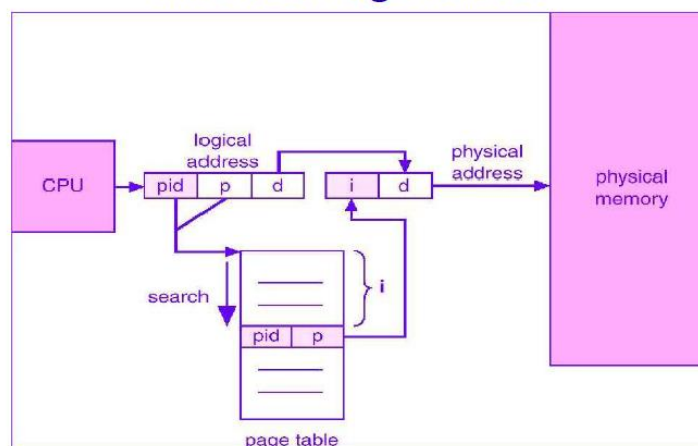 logical
address
physical
address
CPU
pid p d
i d
physical
memory
search
i
pid p
page table